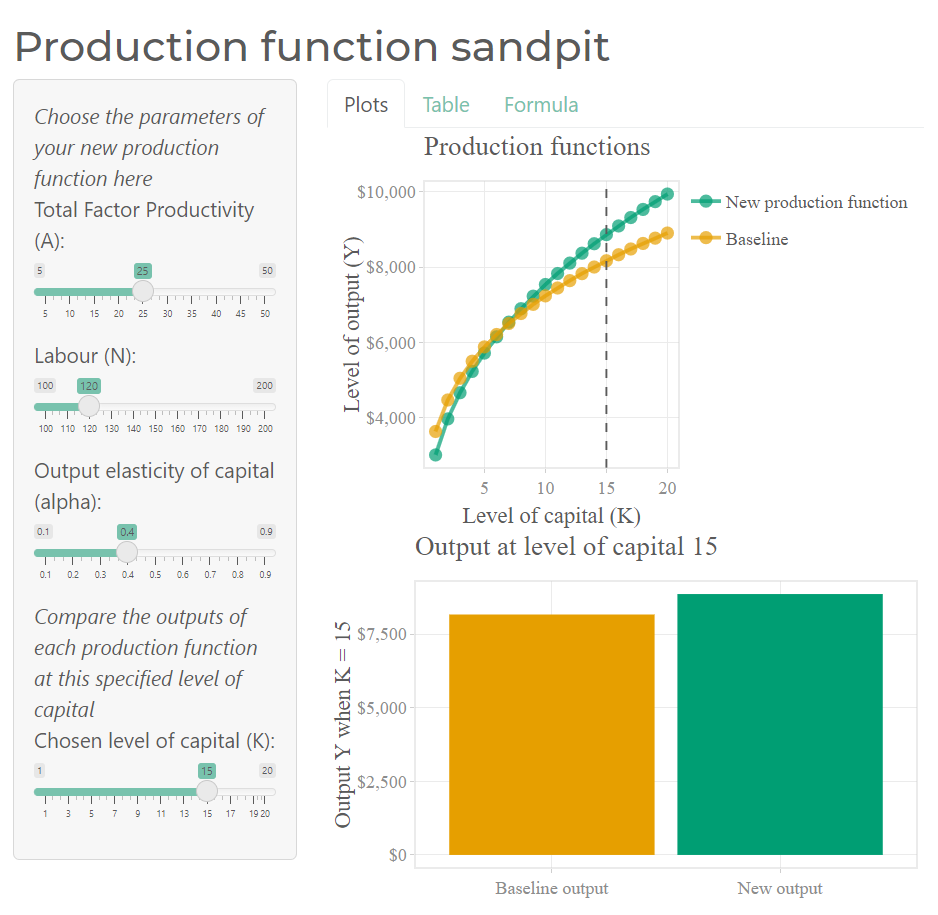 Production function sandpit
Choose the parameters of
your new production
function here
Total Factor Productivity
(A):
5 25 50
5 10 15 20 25 30 35 40 45 50
Labour (N):
100 120 200
100 110 120 130 140 150 160 170 180 190 200
Output elasticity of capital
(alpha):
0.1 0.4 0.9
0.1 0.2 0.3 0.4 0.5 0.6 0.7 0.8 0.9
Compare the outputs of
each production function
at this specified level of
capital
Chosen level of capital (K):
1 15 20
1 3 5 7 9 11 13 15 17 19 20
Plots Table Formula
Production functions
Level of output (Y)
$10,000
$8,000
$6,000
$4,000
5 10 15 20
Level of capital (K)
New production function
Baseline
Output at level of capital 15
Output Y when K = 15
$7,500
$5,000
$2,500
$0
Baseline output New output